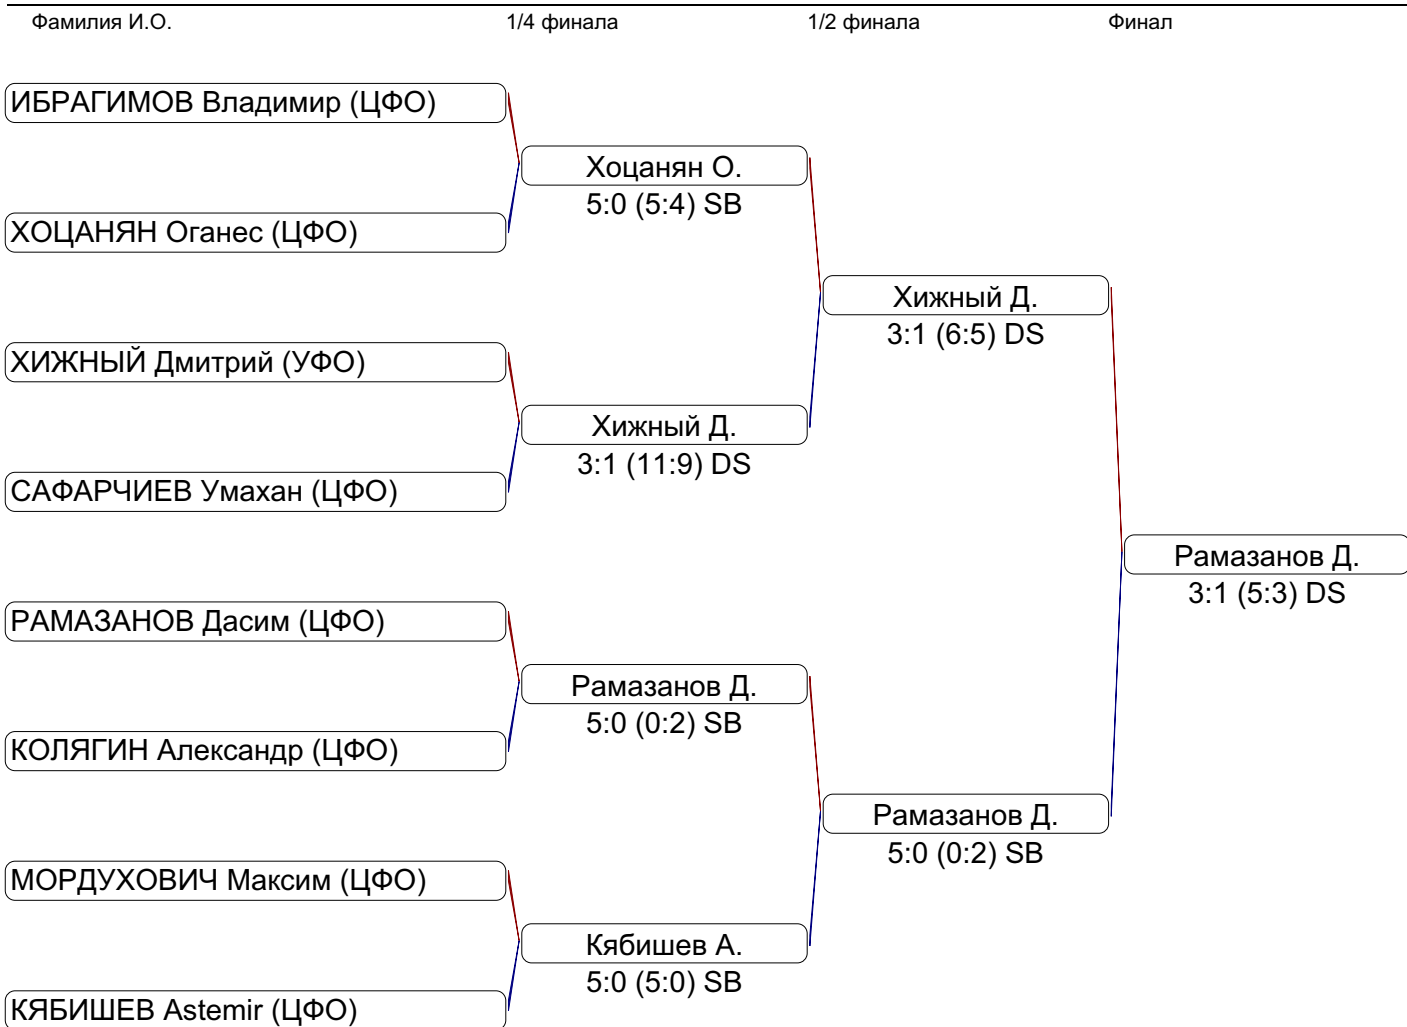 Фамилия И.О. 1/4 финала 1/2 финала Финал
ИБРАГИМОВ Владимир (ЦФО)
Хоцанян О.
5:0 (5:4) SB
ХОЦАНЯН Оганес (ЦФО)
Хижный Д.
3:1 (6:5) DS
ХИЖНЫЙ Дмитрий (УФО)
Хижный Д.
3:1 (11:9) DS
САФАРЧИЕВ Умахан (ЦФО)
Рамазанов Д.
3:1 (5:3) DS
РАМАЗАНОВ Дасим (ЦФО)
Рамазанов Д.
5:0 (0:2) SB
КОЛЯГИН Александр (ЦФО)
Рамазанов Д.
5:0 (0:2) SB
МОРДУХОВИЧ Максим (ЦФО)
Кябишев А.
5:0 (5:0) SB
КЯБИШЕВ Astemir (ЦФО)